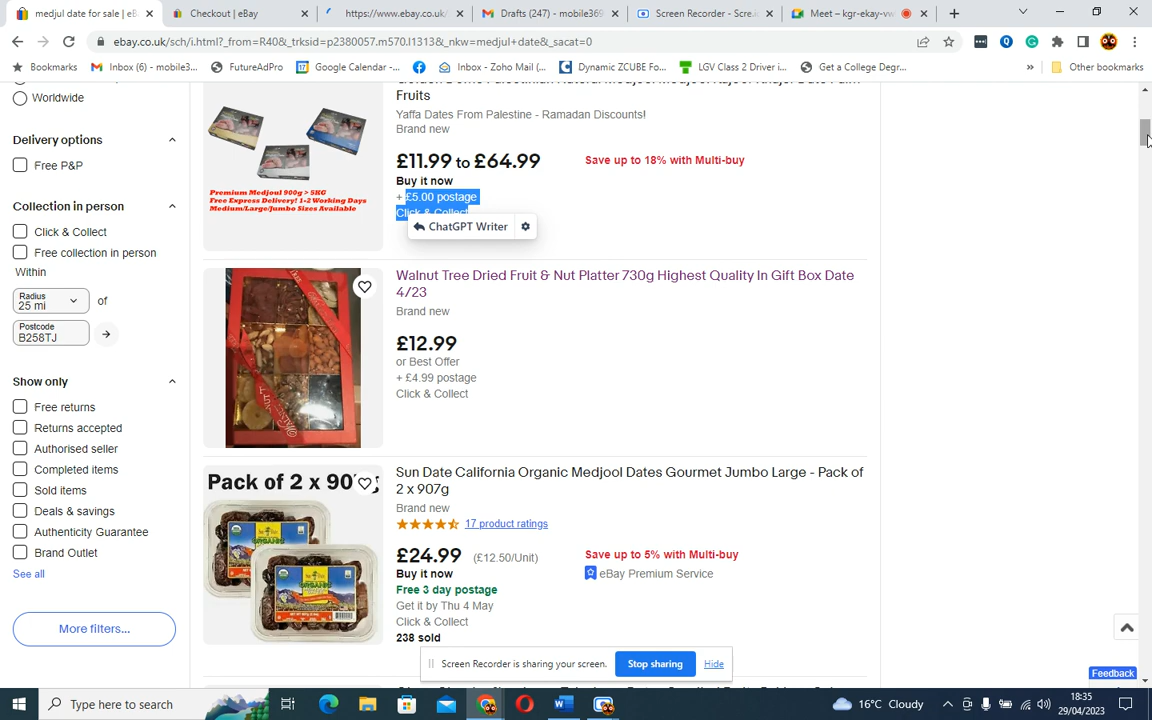 medjul date for sale | eB
Checkout | eBay
https://www.ebay.co.uk/
Drafts (247) - mobile369
Screen Recorder - Scre
Meet – kgr-ekay-vw
ebay.co.uk/sch/i.html?_from=R40&_trksid=p2380057.m570.l1313&_nkw=medjul+date&_sacat=0
Bookmarks
Inbox (6) - mobile3...
FutureAdPro
Google Calendar -...
Inbox - Zoho Mail (...
Dynamic ZCUBE Fo...
LGV Class 2 Driver i...
Get a College Degr...
»
Other bookmarks
Worldwide
Delivery options
Free P&P
Collection in person
Click & Collect
Free collection in person
Within
Radius
25 mi
of
Postcode
B258TJ
Show only
Free returns
Returns accepted
Authorised seller
Completed items
Sold items
Deals & savings
Authenticity Guarantee
Brand Outlet
See all
More filters...
Fruits
Yaffa Dates From Palestine - Ramadan Discounts!
Brand new
£11.99 to £64.99
Save up to 18% with Multi-buy
Buy it now
+ £5.00 postage
Click & Collect
ChatGPT Writer
Premium Medjoul 900g > 5KG
Free Express Delivery! 1-2 Working Days
Medium/Large/Jumbo Sizes Available
Walnut Tree Dried Fruit & Nut Platter 730g Highest Quality In Gift Box Date
4/23
Brand new
£12.99
or Best Offer
+ £4.99 postage
Click & Collect
Pack of 2 x 907g
Sun Date California Organic Medjool Dates Gourmet Jumbo Large - Pack of
2 x 907g
Brand new
17 product ratings
£24.99 (£12.50/Unit)
Save up to 5% with Multi-buy
Buy it now
eBay Premium Service
Free 3 day postage
Get it by Thu 4 May
Click & Collect
238 sold
Feedback
Screen Recorder is sharing your screen.
Stop sharing
Hide
Type here to search
16°C Cloudy
18:35
29/04/2023